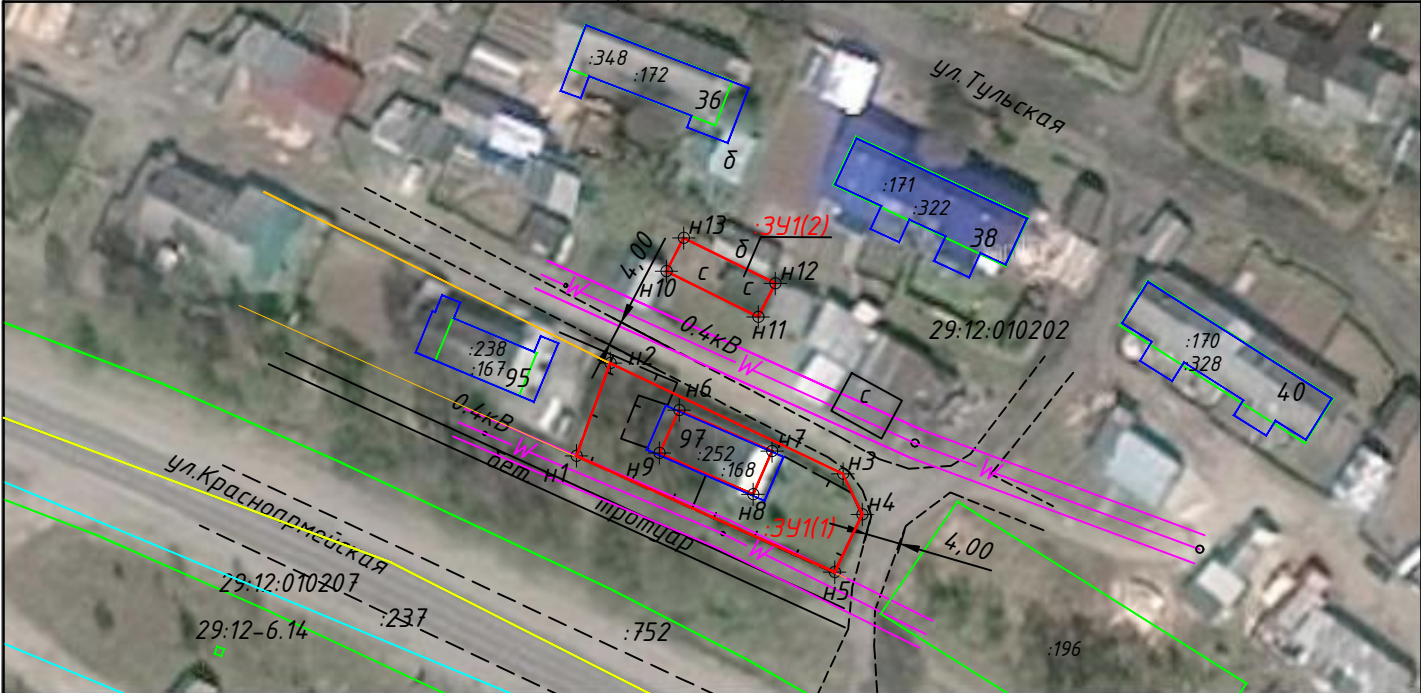 :348
:172
36
б
ул.Тульская
:171
:322
38
н13
:ЗУ1(2)
б
4,00
с
с
н12
н10
н11
0.4кВ
29:12:010202
:170
:328
40
:238
:167
95
н2
н6
с
0.4кВ
97
:252
:168
н7
н3
н1
н9
н8
н4
:ЗУ1(1)
тротуар
4,00
н5
ул.Красноармейская
29:12:010207
:237
29:12-6.14
:752
:196
W
W
W
W
W